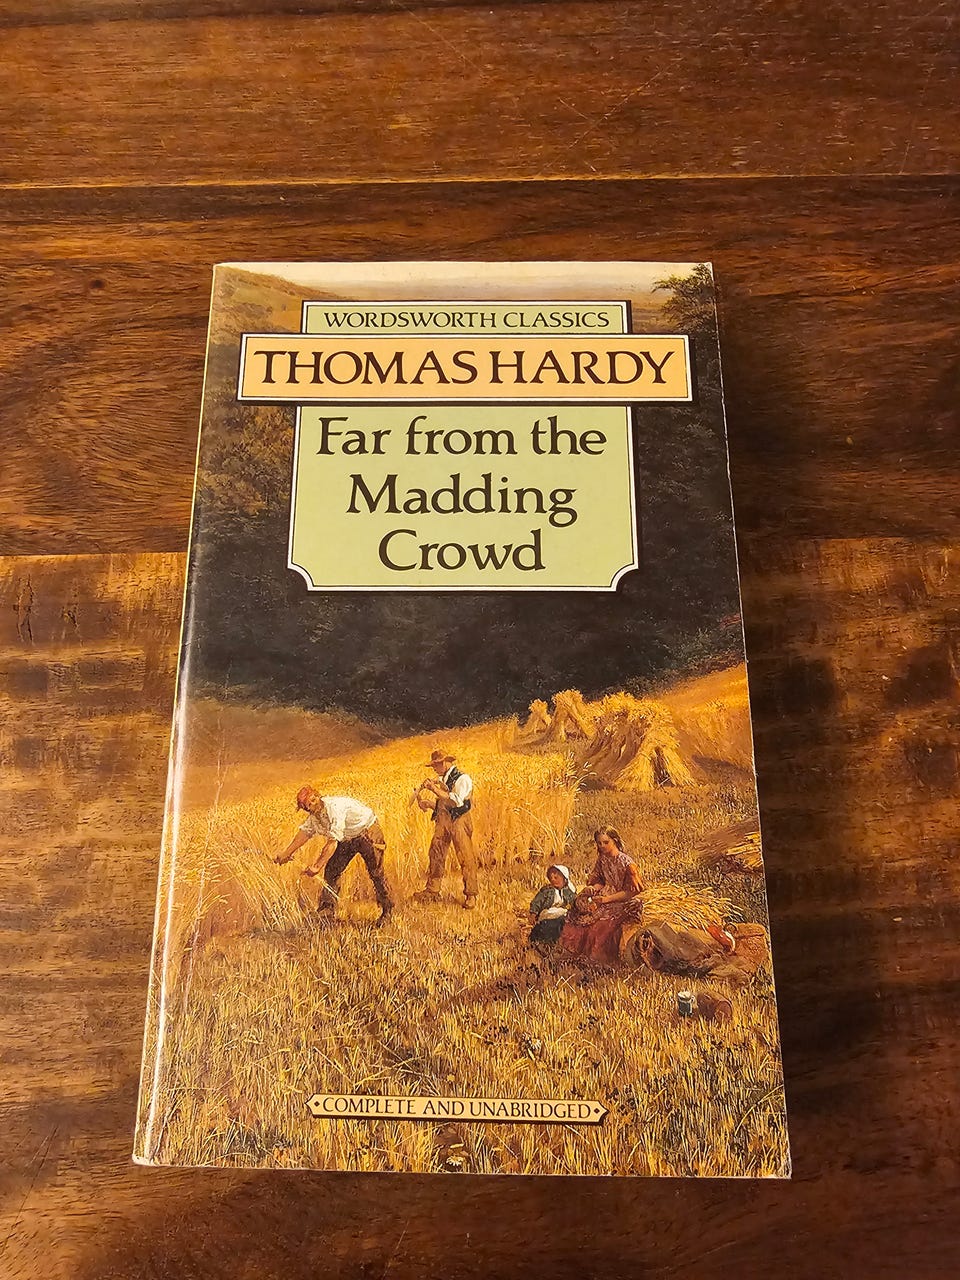 WORDSWORTH CLASSICS
THOMAS HARDY
Far from the
Madding
Crowd
COMPLETE AND UNABRIDGED